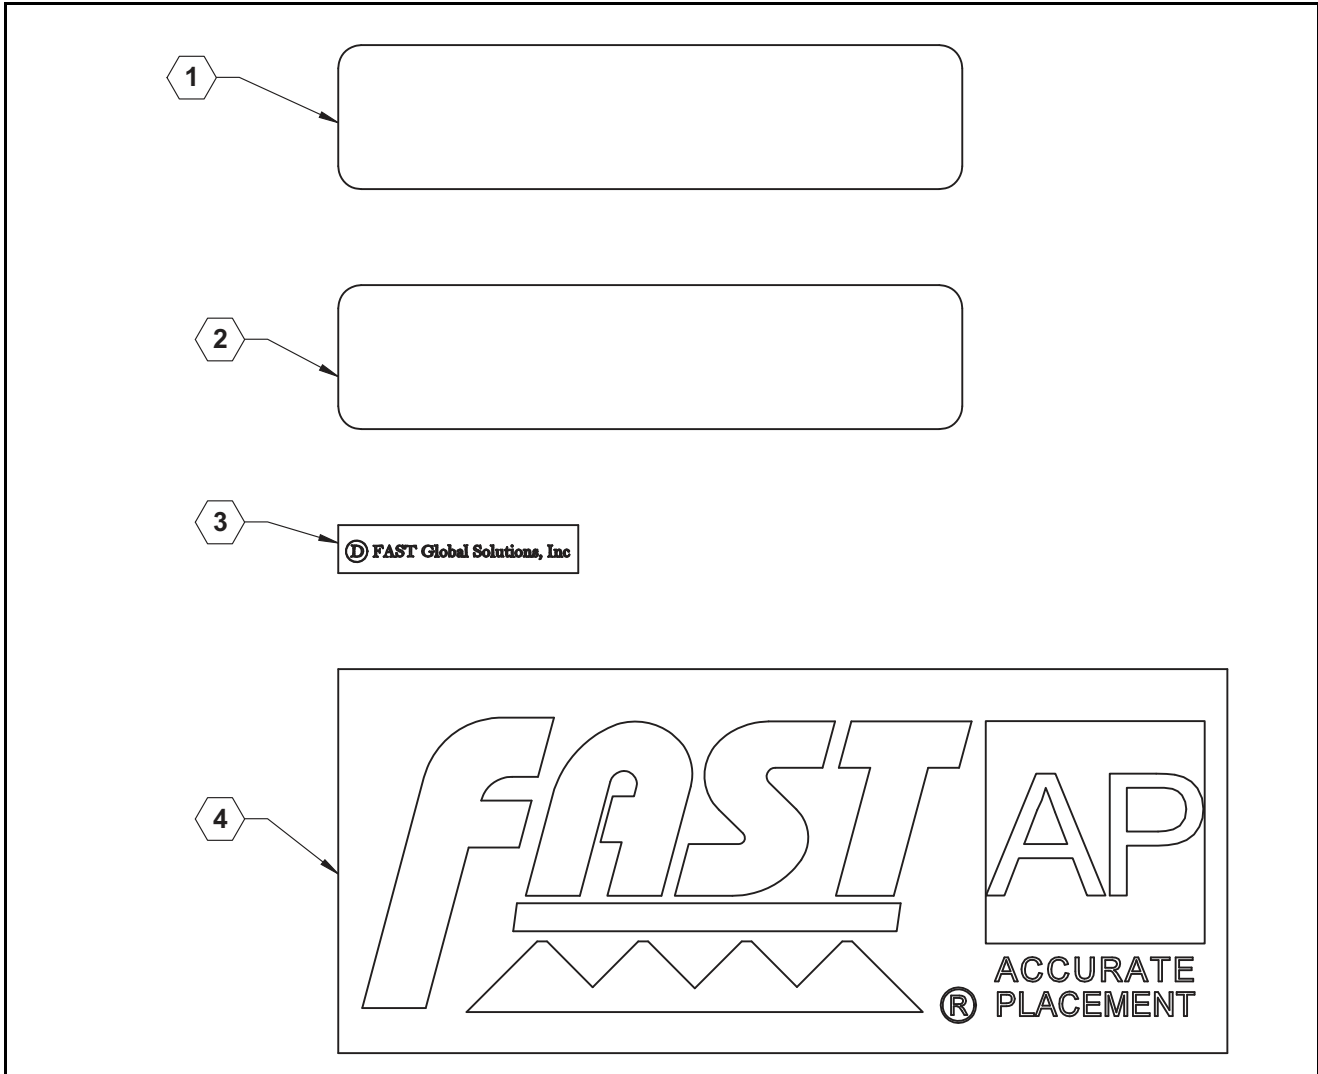 1
2
3
Ⓓ FAST Global Solutions, Inc
4
FAST AP
ACCURATE
® PLACEMENT